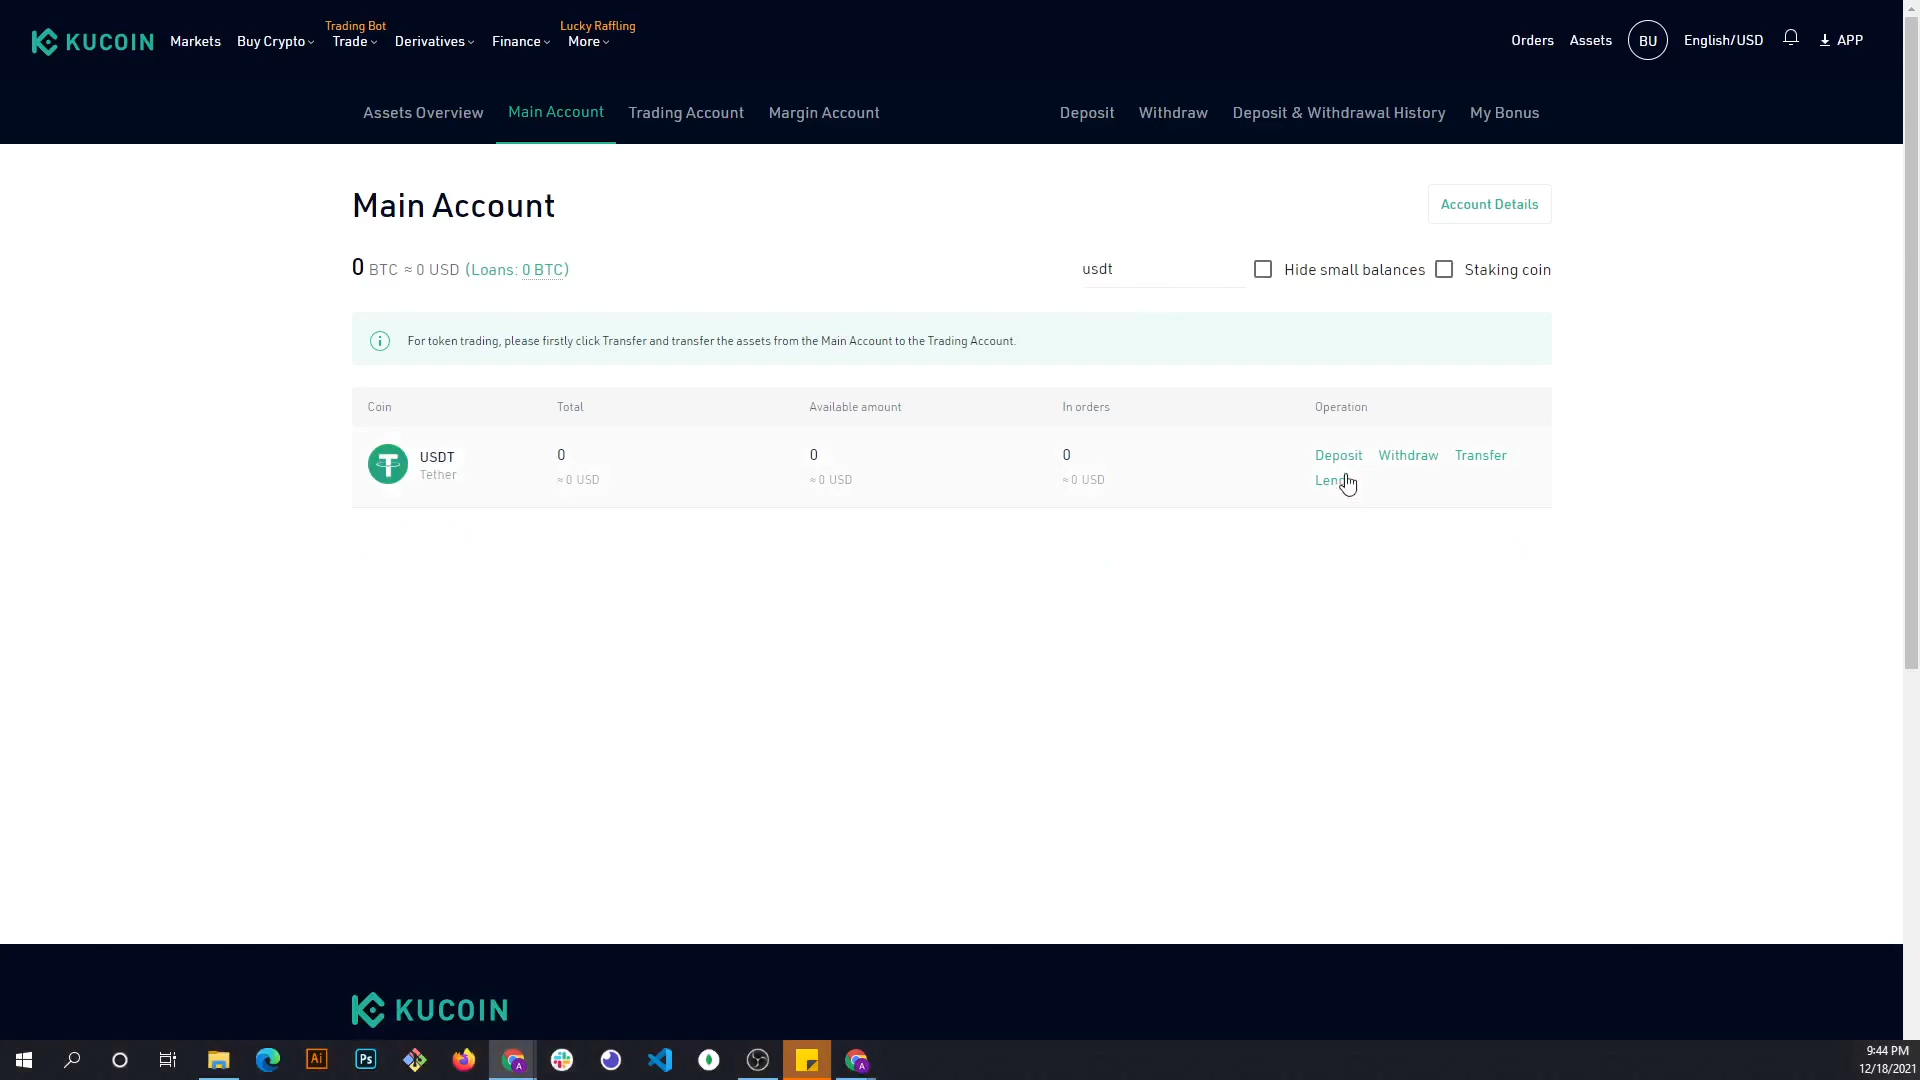 KUCOIN
Markets
Buy Crypto
Trading Bot
Trade
Derivatives
Finance
Lucky Raffling
More
Orders
Assets
BU
English/USD
APP
Assets Overview
Main Account
Trading Account
Margin Account
Deposit
Withdraw
Deposit & Withdrawal History
My Bonus
Main Account
Account Details
0 BTC ≈ 0 USD (Loans: 0 BTC)
usdt
Hide small balances
Staking coin
For token trading, please firstly click Transfer and transfer the assets from the Main Account to the Trading Account.
Coin Total Available amount In orders Operation
USDT 0 0 0 Deposit Withdraw Transfer
Tether ≈ 0 USD ≈ 0 USD ≈ 0 USD Lend
KUCOIN
Ai
Ps
A
A
9:44 PM
12/18/2021